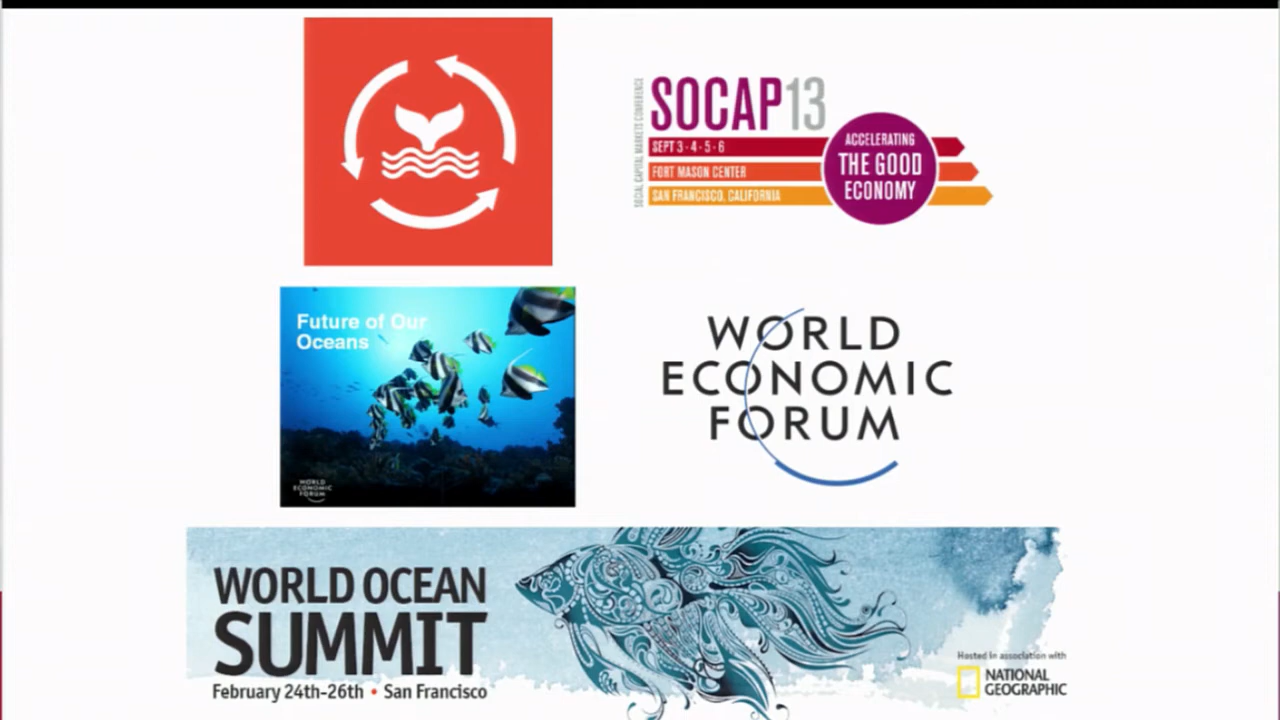 SOCIAL CAPITAL MARKETS CONFERENCE
SOCAP13
SEPT 3 - 4 - 5 - 6
FORT MASON CENTER
SAN FRANCISCO, CALIFORNIA
ACCELERATING
THE GOOD
ECONOMY
Future of Our
Oceans
WORLD
ECONOMIC
FORUM
WORLD
ECONOMIC
FORUM
WORLD OCEAN
SUMMIT
February 24th-26th • San Francisco
Hosted in association with
NATIONAL
GEOGRAPHIC